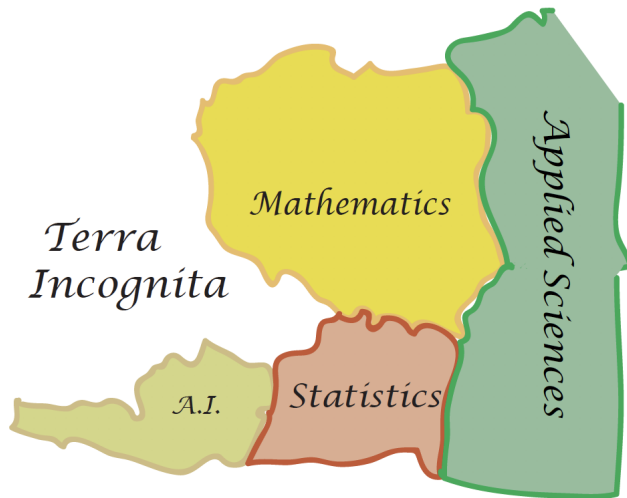 Mathematics
Applied Sciences
Terra
Incognita
A.I.
Statistics